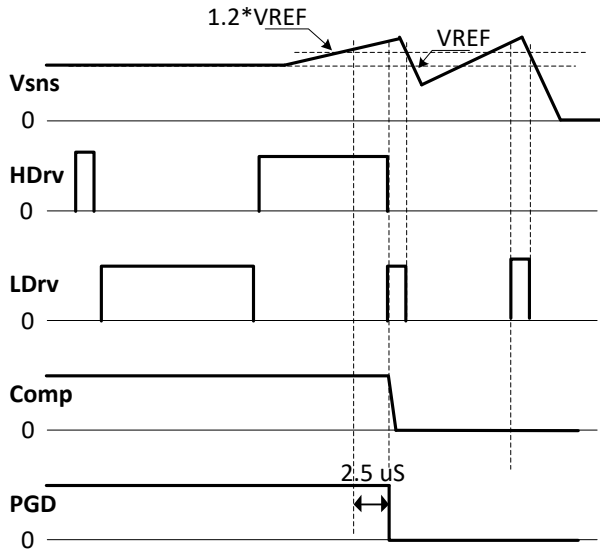 1.2*VREF
VREF
Vsns
0
HDrv
0
LDrv
0
Comp
0
2.5 uS
PGD
0